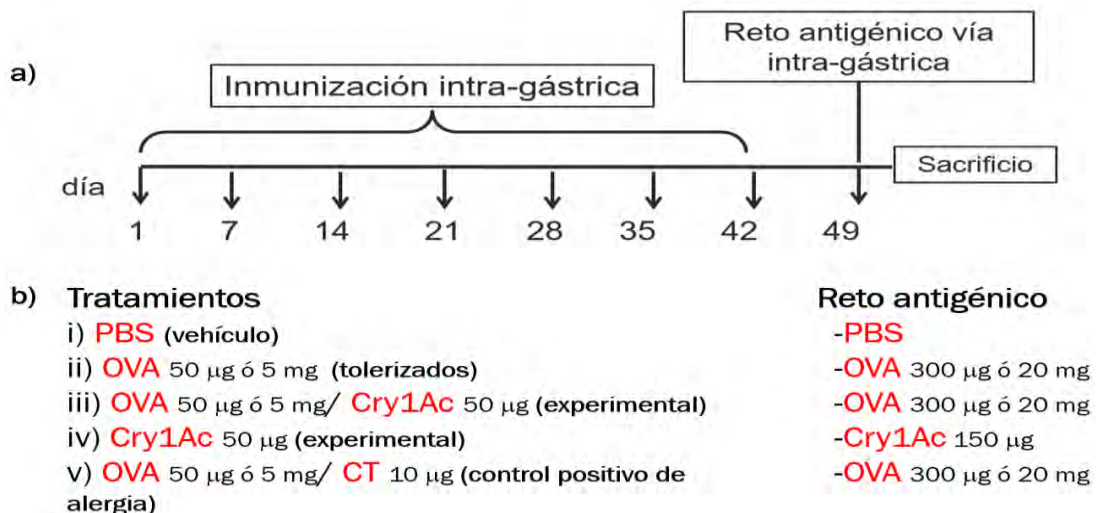 a)
Reto antigénico vía
intra-gástrica
Inmunización intra-gástrica
Sacrificio
día
1 7 14 21 28 35 42 49
b) Tratamientos Reto antigénico
i) PBS (vehículo) -PBS
ii) OVA 50 µg ó 5 mg (tolerizados) -OVA 300 µg ó 20 mg
iii) OVA 50 µg ó 5 mg/ Cry1Ac 50 µg (experimental) -OVA 300 µg ó 20 mg
iv) Cry1Ac 50 µg (experimental) -Cry1Ac 150 µg
v) OVA 50 µg ó 5 mg/ CT 10 µg (control positivo de -OVA 300 µg ó 20 mg
alergia)